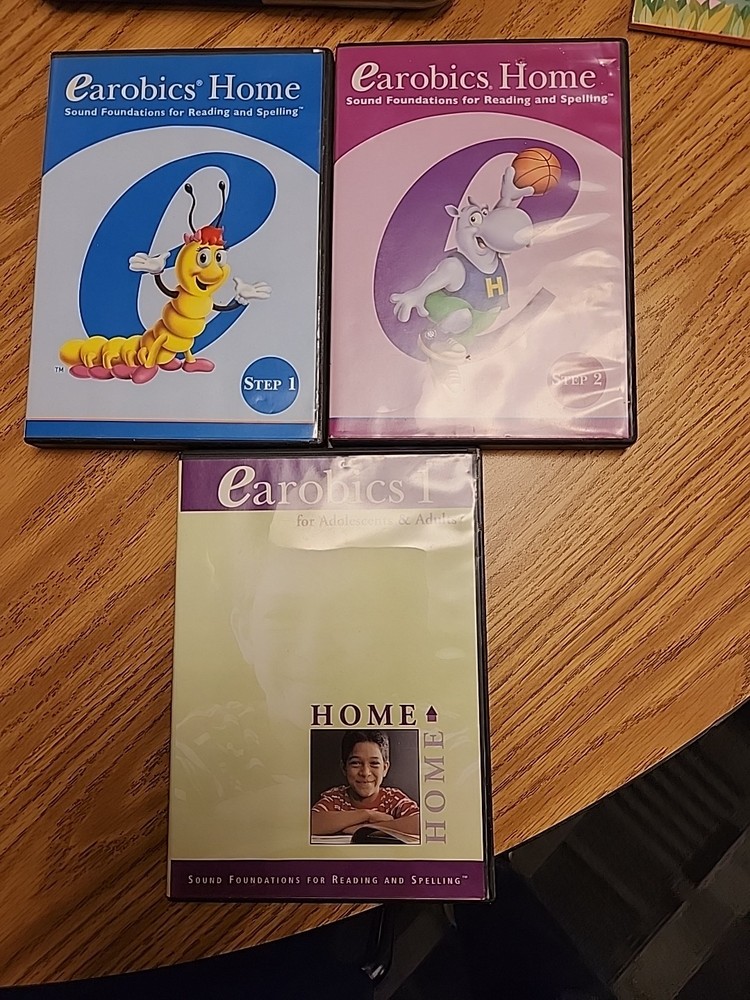 earobics® Home
Sound Foundations for Reading and Spelling™
TM
STEP 1
earobics® Home
Sound Foundations for Reading and Spelling™
H
STEP 2
earobics 1
for Adolescents & Adults
HOME
HOME
SOUND FOUNDATIONS FOR READING AND SPELLING™